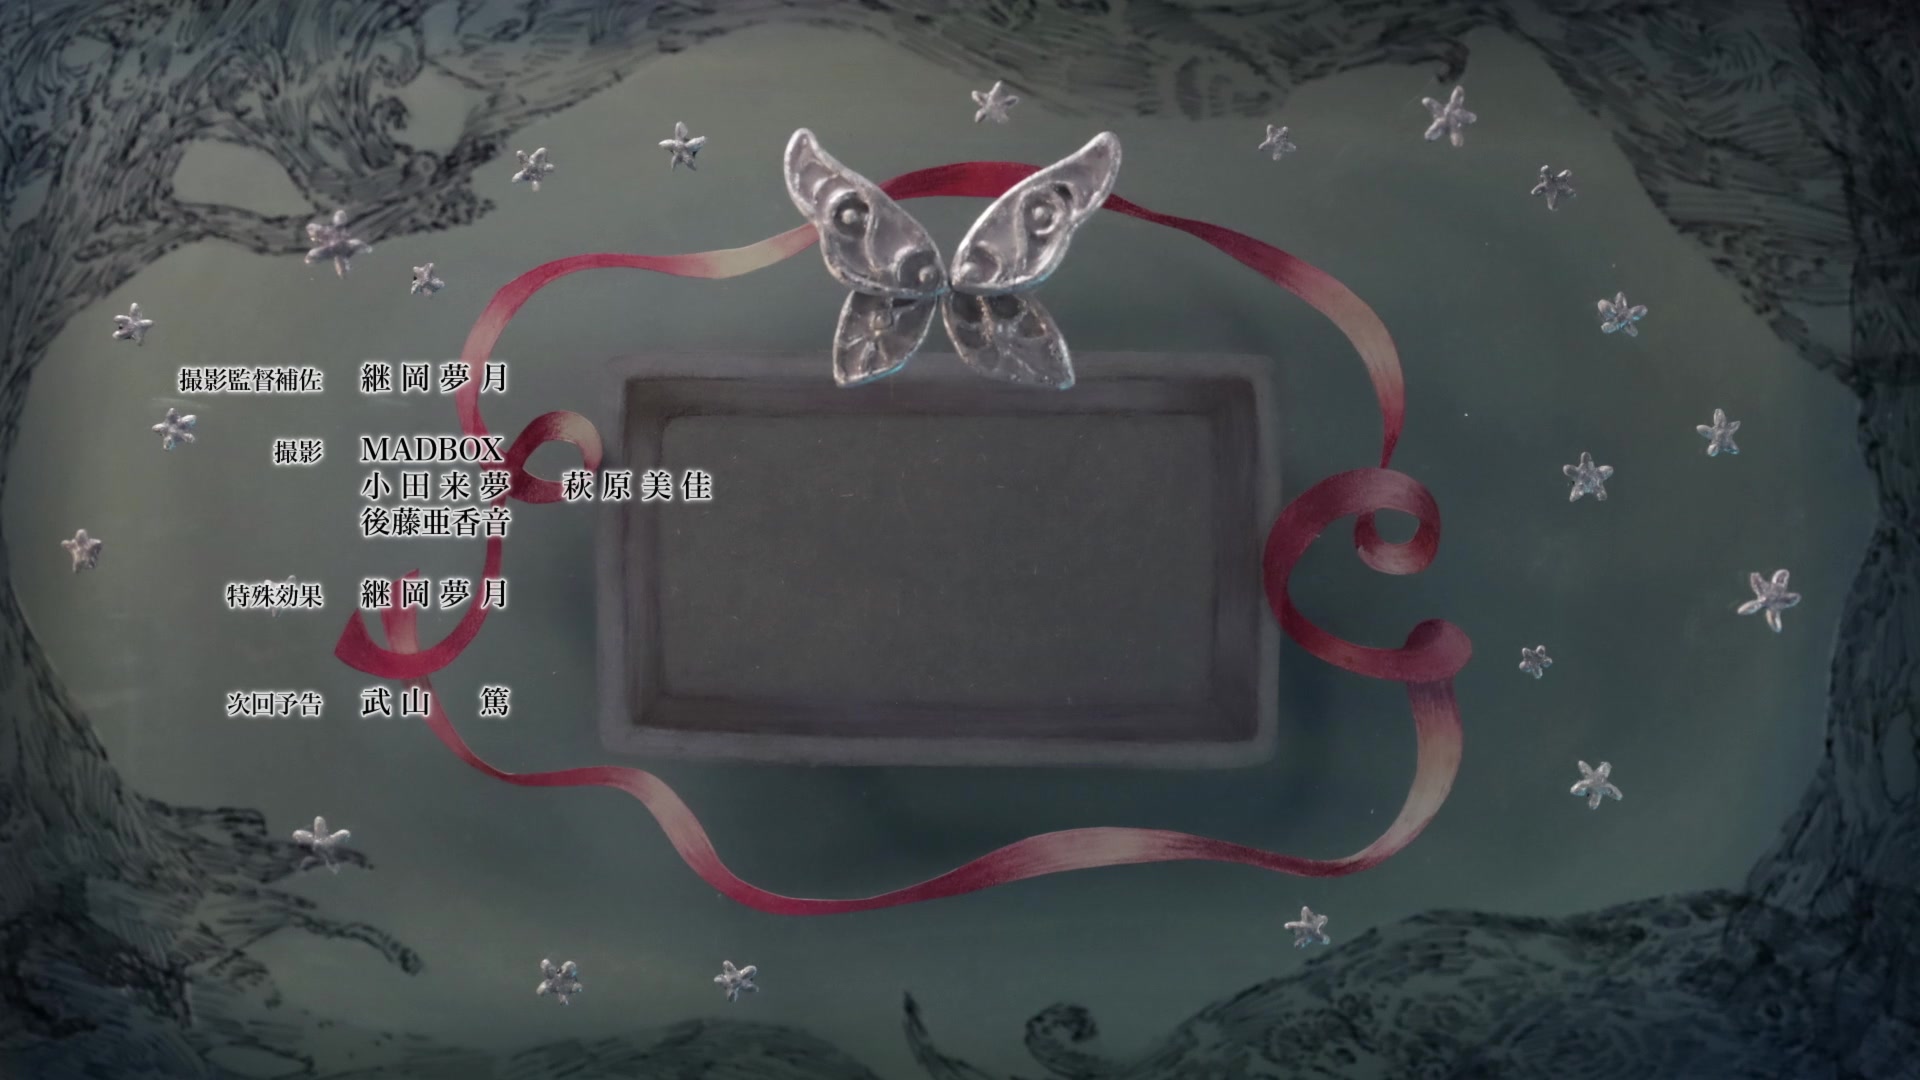 撮影監督補佐 継岡夢月
撮影 MADBOX
小田来夢 萩原美佳
後藤亜香音
特殊効果 継岡夢月
次回予告 武山 篤